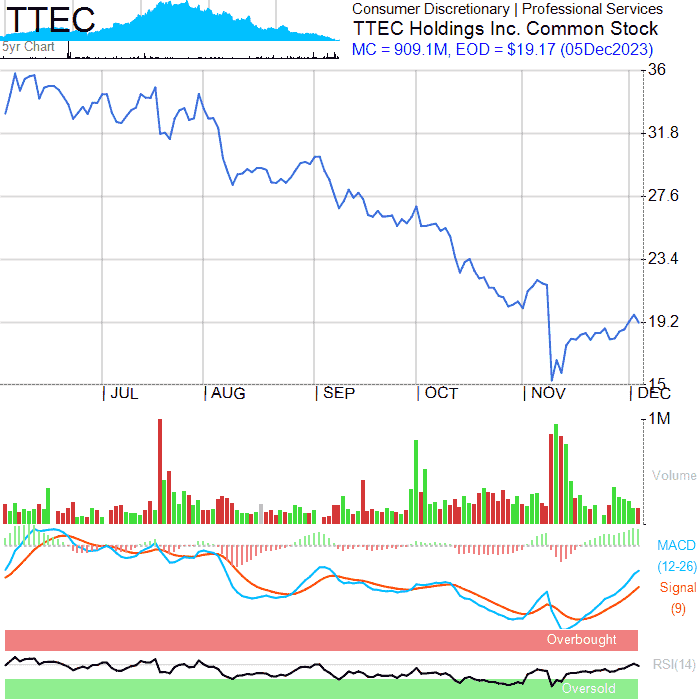 TTEC
5yr Chart
Consumer Discretionary | Professional Services
TTEC Holdings Inc. Common Stock
MC = 909.1M, EOD = $19.17 (05Dec2023)
36
31.8
27.6
23.4
19.2
15
JUL AUG SEP OCT NOV DEC
1M
Volume
MACD
(12-26)
Signal
(9)
Overbought
RSI(14)
Oversold